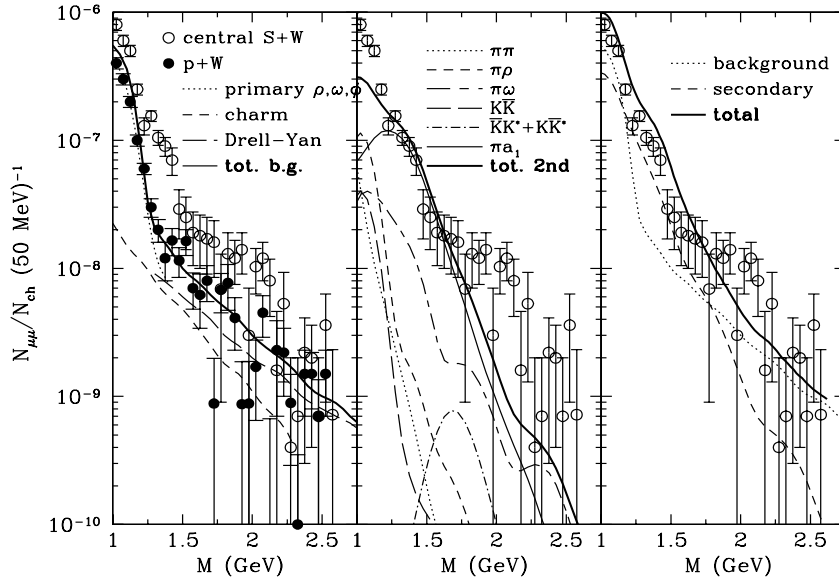 10⁻⁶
10⁻⁷
10⁻⁸
10⁻⁹
10⁻¹⁰
N_μμ/N_ch (50 MeV)⁻¹
central S+W
p+W
primary ρ,ω,φ
charm
Drell−Yan
tot. b.g.
1 1.5 2 2.5
M (GeV)
ππ
πρ
πω
KK̅
K̅K*+KK̅*
πa₁
tot. 2nd
1 1.5 2 2.5
M (GeV)
background
secondary
total
1 1.5 2 2.5
M (GeV)